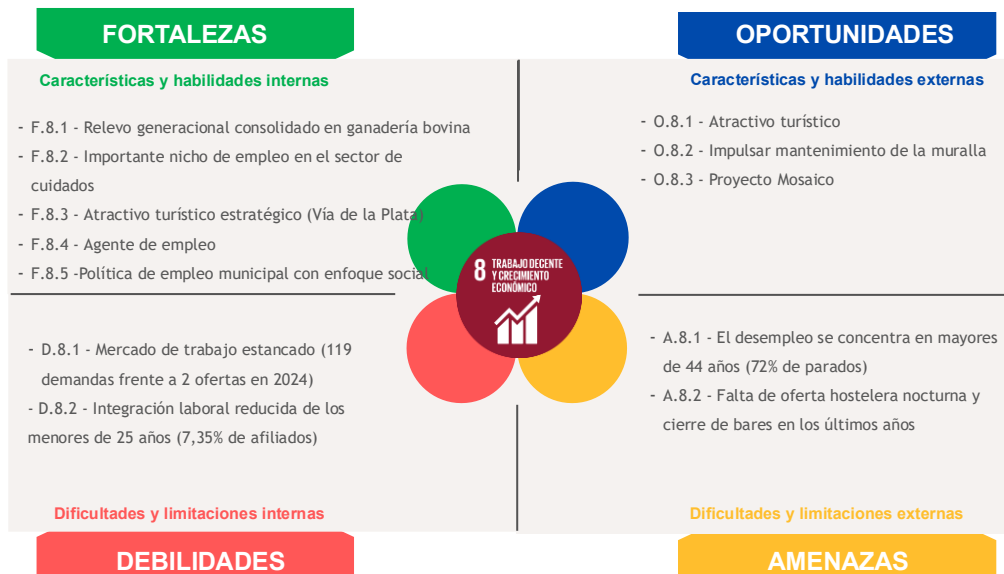 FORTALEZAS
Características y habilidades internas
- F.8.1 - Relevo generacional consolidado en ganadería bovina
- F.8.2 - Importante nicho de empleo en el sector de
cuidados
- F.8.3 - Atractivo turístico estratégico (Vía de la Plata)
- F.8.4 - Agente de empleo
- F.8.5 -Política de empleo municipal con enfoque social
OPORTUNIDADES
Características y habilidades externas
- O.8.1 - Atractivo turístico
- O.8.2 - Impulsar mantenimiento de la muralla
- O.8.3 - Proyecto Mosaico
8 TRABAJO DECENTE
Y CRECIMIENTO
ECONÓMICO
- D.8.1 - Mercado de trabajo estancado (119
demandas frente a 2 ofertas en 2024)
- D.8.2 - Integración laboral reducida de los
menores de 25 años (7,35% de afiliados)
Dificultades y limitaciones internas
DEBILIDADES
- A.8.1 - El desempleo se concentra en mayores
de 44 años (72% de parados)
- A.8.2 - Falta de oferta hostelera nocturna y
cierre de bares en los últimos años
Dificultades y limitaciones externas
AMENAZAS